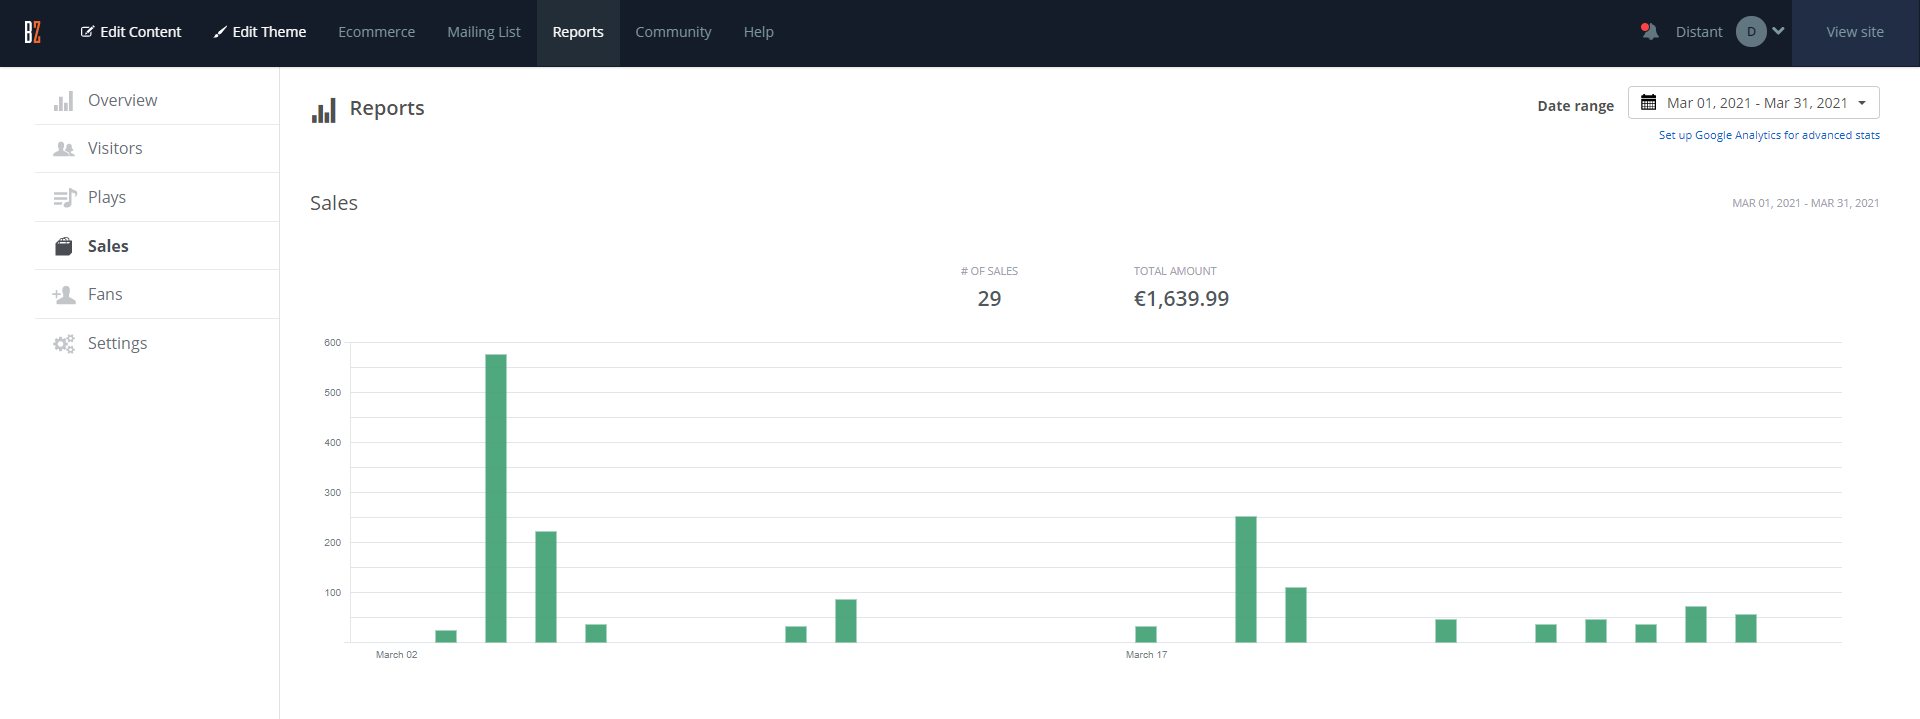 BZ Edit Content Edit Theme Ecommerce Mailing List Reports Community Help Distant D View site
Overview
Visitors
Plays
Sales
Fans
Settings
Reports
Date range Mar 01, 2021 - Mar 31, 2021
Set up Google Analytics for advanced stats
Sales
MAR 01, 2021 - MAR 31, 2021
# OF SALES TOTAL AMOUNT
29 €1,639.99
600
500
400
300
200
100
March 02 March 17